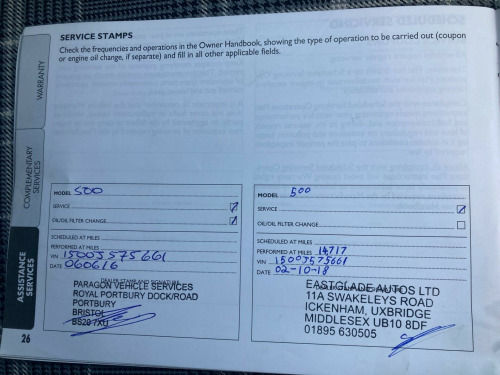 SERVICE STAMPS
Check the frequencies and operations in the Owner Handbook, showing the type of operation to be carried out (coupon
or engine oil change, if separate) and fill in all other applicable fields.
WARRANTY
COMPLEMENTARY
SERVICES
ASSISTANCE
SERVICES
MODEL 500
SERVICE
OIL/OIL FILTER CHANGE
SCHEDULED AT MILES
PERFORMED AT MILES
VIN 15003575661
DATE 060616
PARAGON VEHICLE SERVICES
ROYAL PORTBURY DOCK/ROAD
PORTBURY
BRISTOL
BS20 7XU
MODEL 500
SERVICE
OIL/OIL FILTER CHANGE
SCHEDULED AT MILES
PERFORMED AT MILES 14717
VIN 15003575661
DATE 02-10-18
EASTGLADE AUTOS LTD
11A SWAKELEYS ROAD
ICKENHAM, UXBRIDGE
MIDDLESEX UB10 8DF
01895 630505
26